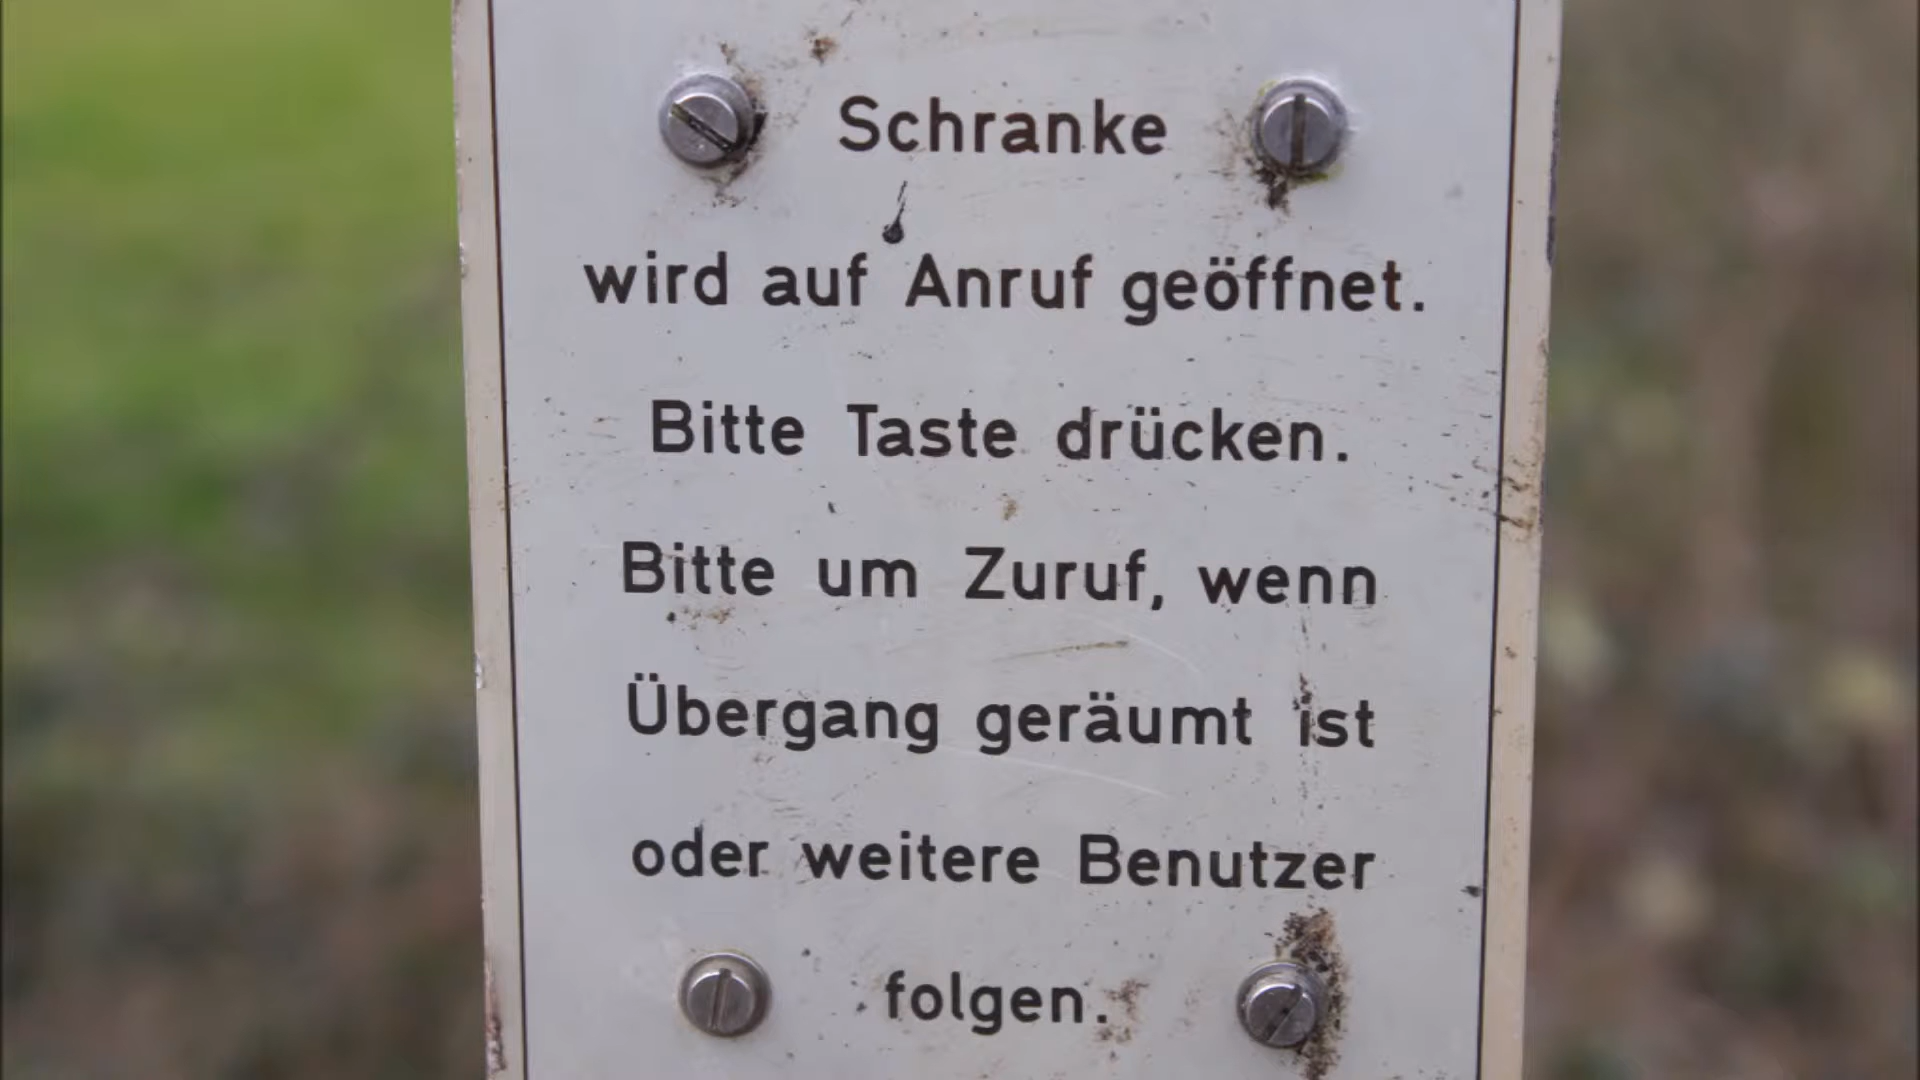 Schranke
wird auf Anruf geöffnet.
Bitte Taste drücken.
Bitte um Zuruf, wenn
Übergang geräumt ist
oder weitere Benutzer
folgen.